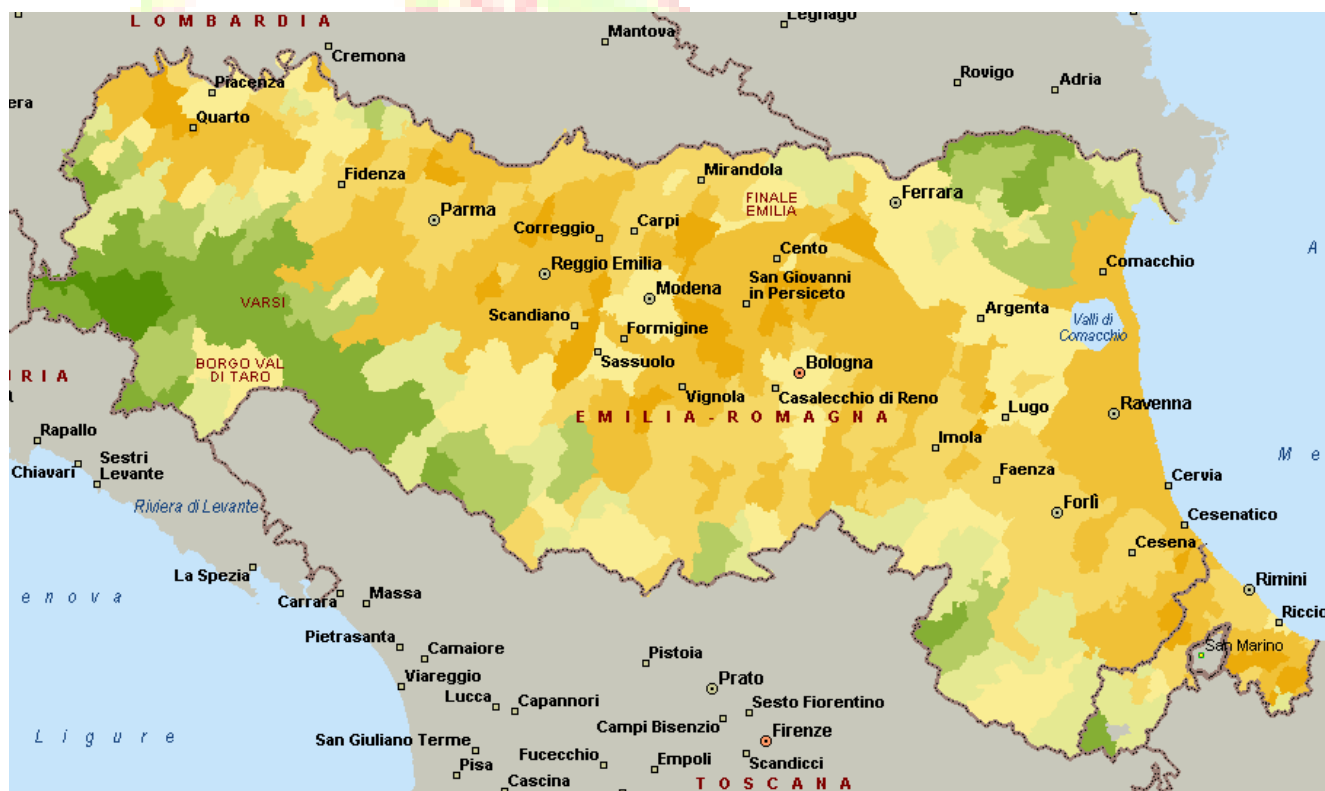 LOMBARDIA
Legnago
Mantova
Cremona
Rovigo
Adria
Piacenza
Quarto
Fidenza
Mirandola
Ferrara
FINALE
EMILIA
Parma
Correggio
Carpi
Cento
Reggio Emilia
San Giovanni
in Persiceto
Comacchio
Modena
VARSI
Scandiano
Formigine
Argenta
Valli di
Comacchio
Sassuolo
BORGO VAL
DI TARO
Bologna
Vignola
Casalecchio di Reno
EMILIA-ROMAGNA
Lugo
Ravenna
Rapallo
Imola
Chiavari
Sestri
Levante
Faenza
Cervia
Riviera di Levante
Forlì
Cesenatico
Cesena
La Spezia
Rimini
Carrara
Massa
Pietrasanta
Camaiore
Pistoia
San Marino
Viareggio
Prato
Lucca
Capannori
Sesto Fiorentino
Campi Bisenzio
Firenze
San Giuliano Terme
Fucecchio
Empoli
Scandicci
Pisa
Cascina
TOSCANA
Ligure